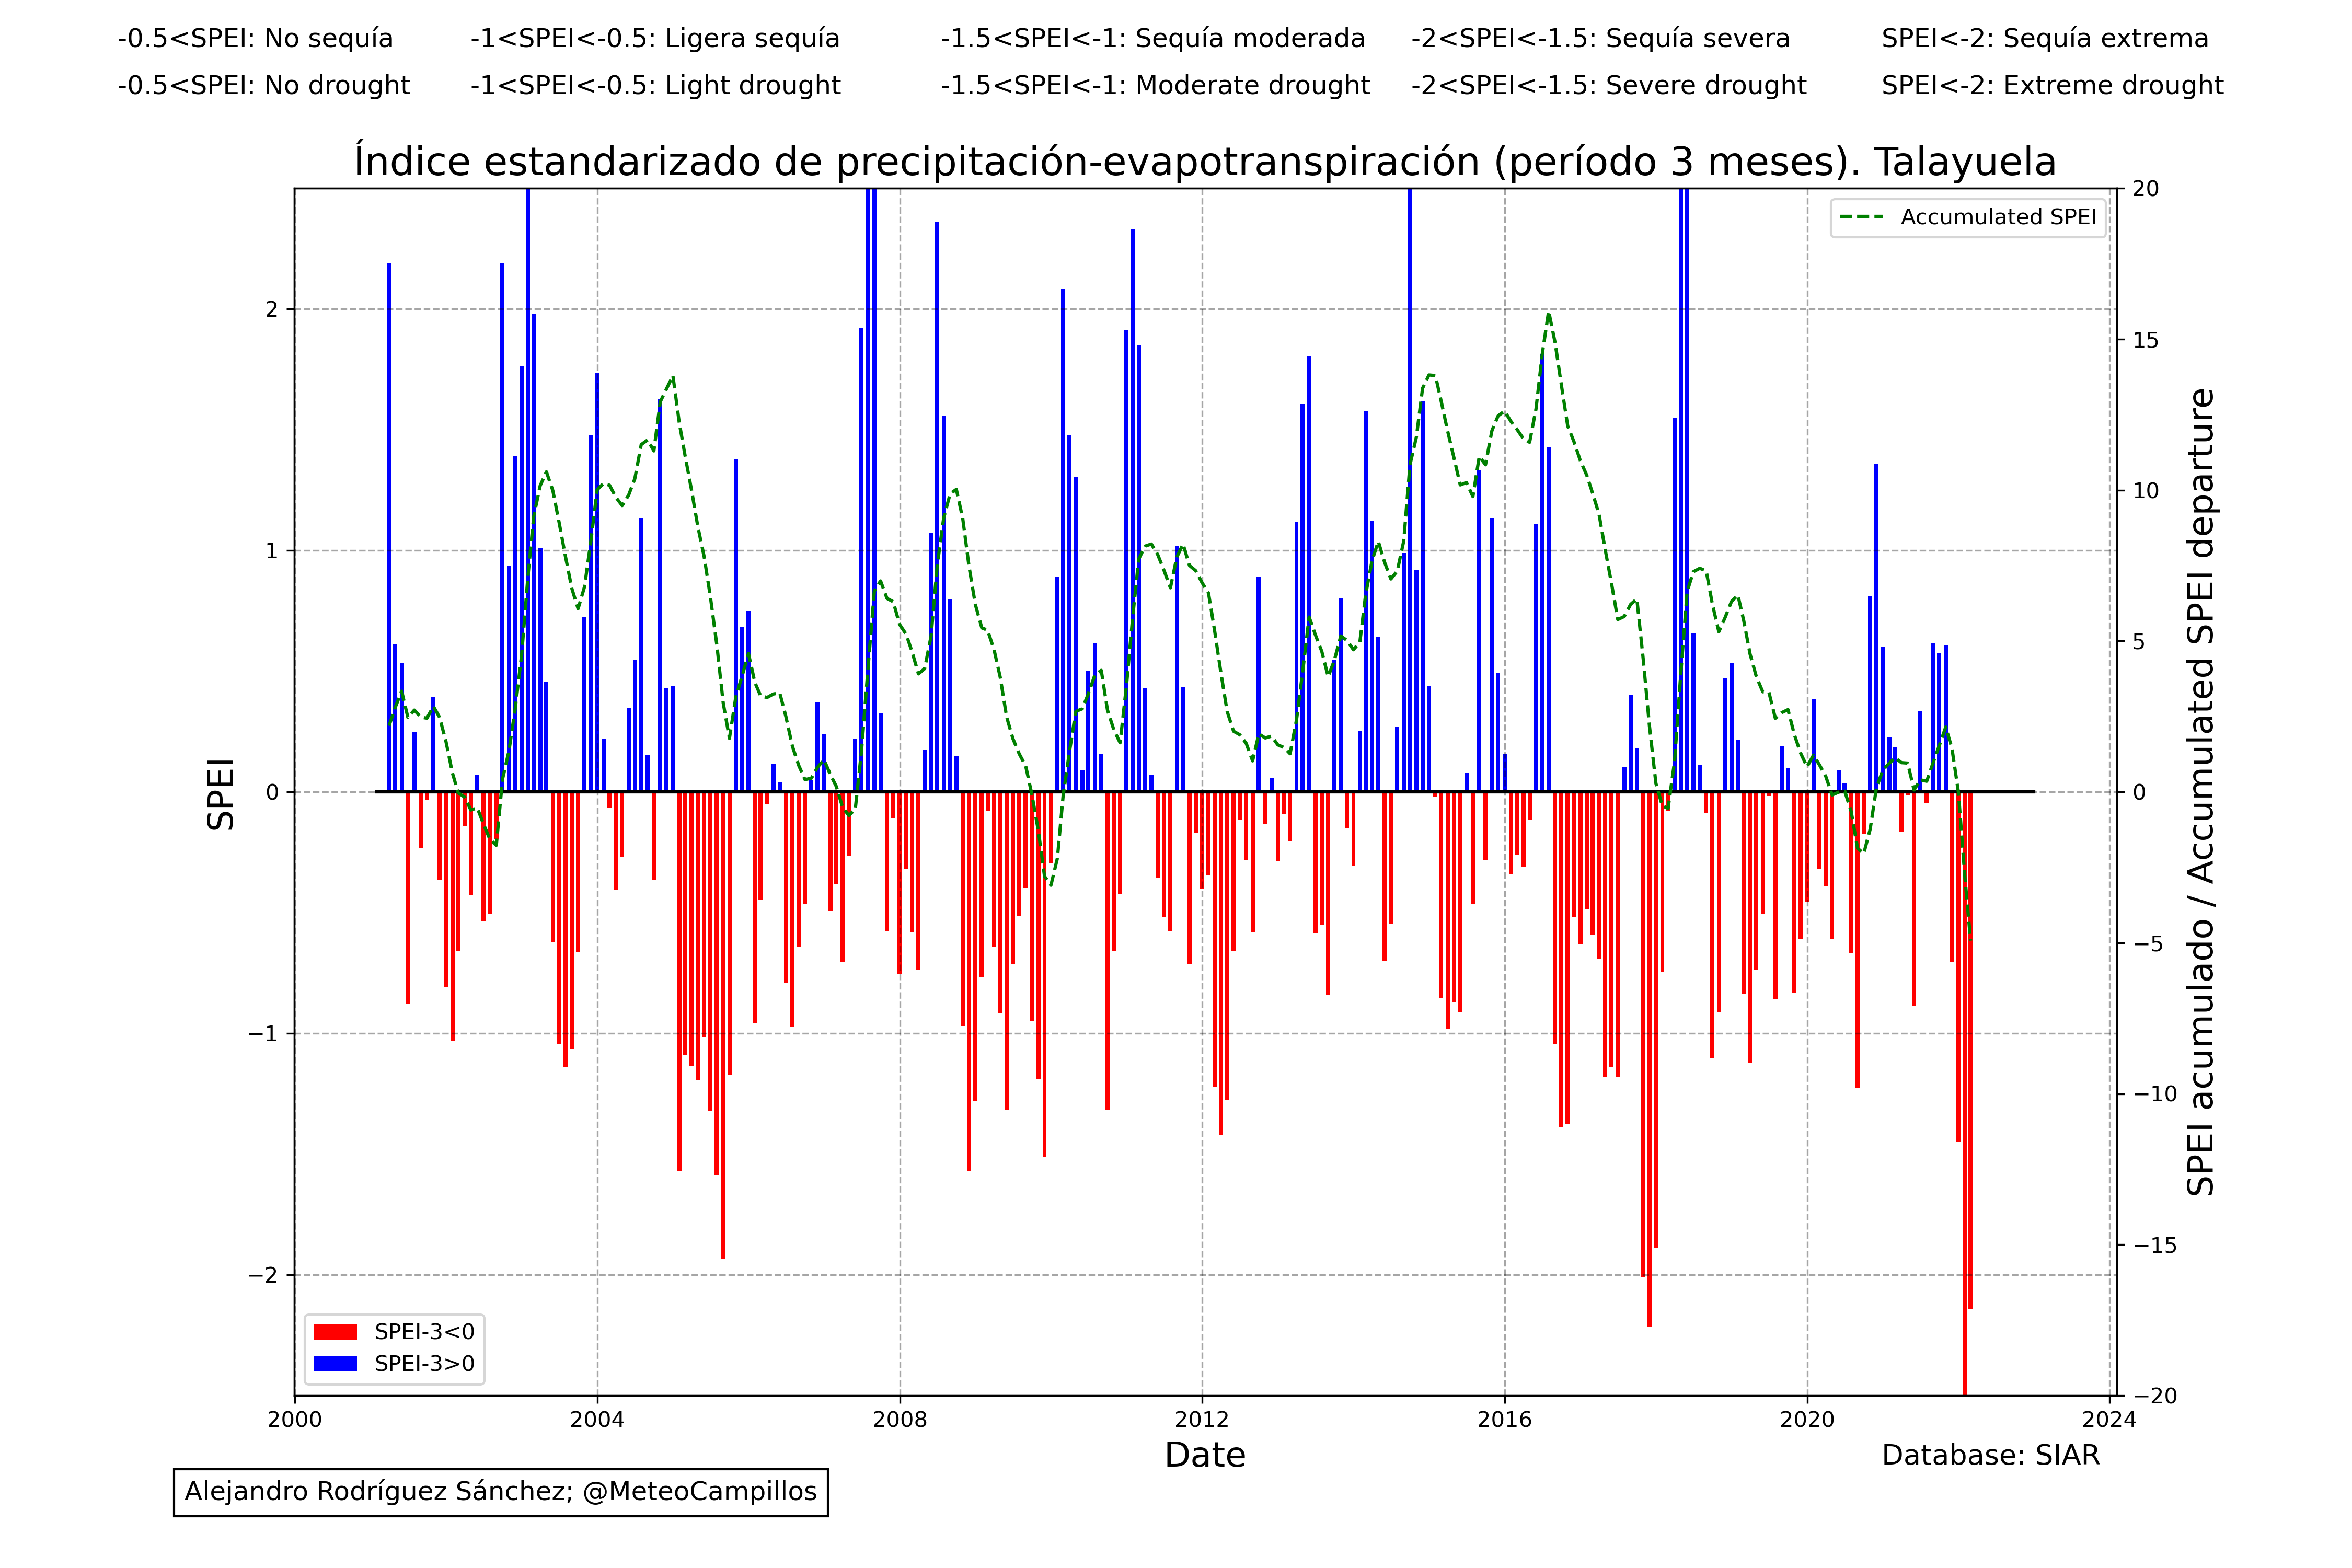 -0.5<SPEI: No sequía -1<SPEI<-0.5: Ligera sequía -1.5<SPEI<-1: Sequía moderada -2<SPEI<-1.5: Sequía severa SPEI<-2: Sequía extrema
-0.5<SPEI: No drought -1<SPEI<-0.5: Light drought -1.5<SPEI<-1: Moderate drought -2<SPEI<-1.5: Severe drought SPEI<-2: Extreme drought
Índice estandarizado de precipitación-evapotranspiración (período 3 meses). Talayuela
Accumulated SPEI
SPEI
2
1
0
−1
−2
20
15
10
5
0
−5
−10
−15
−20
SPEI acumulado / Accumulated SPEI departure
SPEI-3<0
SPEI-3>0
2000 2004 2008 2012 2016 2020 2024
Date
Database: SIAR
Alejandro Rodríguez Sánchez; @MeteoCampillos